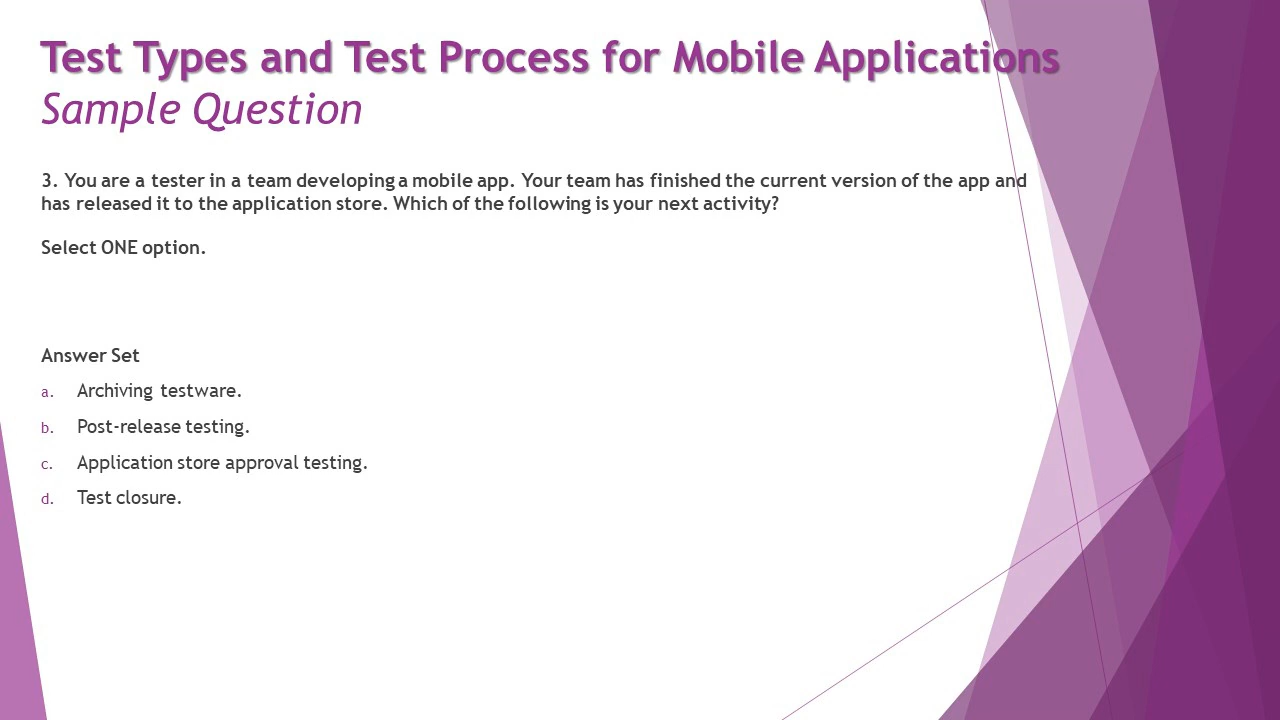 Test Types and Test Process for Mobile Applications
Sample Question
3. You are a tester in a team developing a mobile app. Your team has finished the current version of the app and
has released it to the application store. Which of the following is your next activity?
Select ONE option.
Answer Set
a. Archiving testware.
b. Post-release testing.
c. Application store approval testing.
d. Test closure.